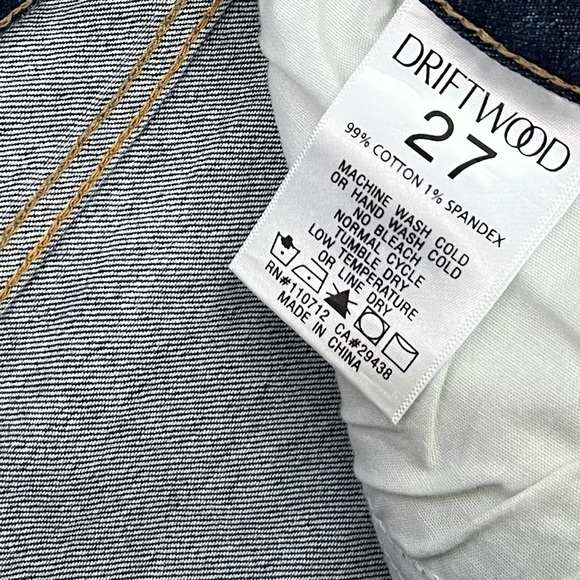 DRIFTWOOD
27
99% COTTON 1% SPANDEX
MACHINE WASH COLD
OR HAND WASH COLD
NO BLEACH
NORMAL CYCLE
TUMBLE DRY
LOW TEMPERATURE
OR LINE DRY
RN#110712 CA#29438
MADE IN CHINA